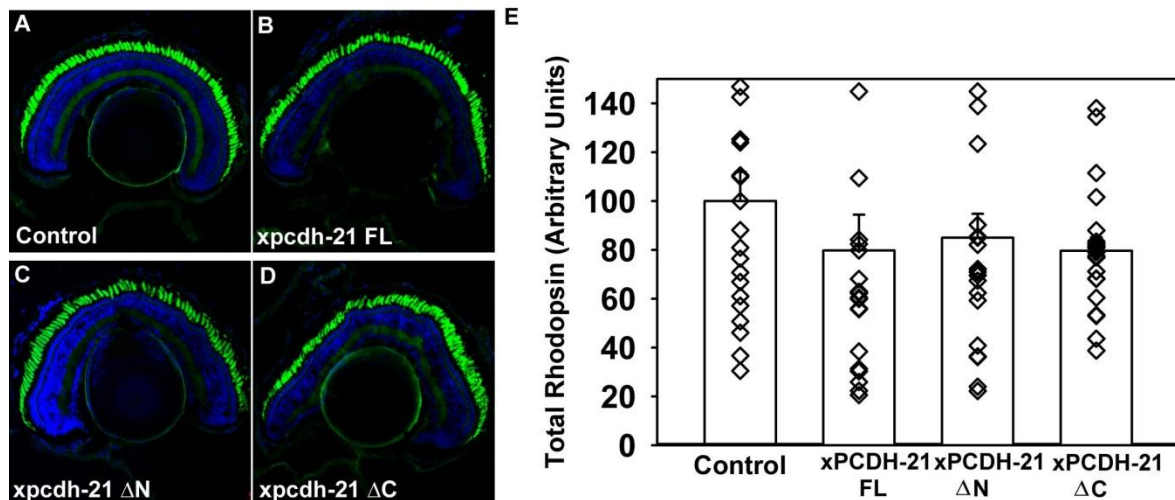 A
Control
B
xpcdh-21 FL
C
xpcdh-21 ΔN
D
xpcdh-21 ΔC
E
Total Rhodopsin (Arbitrary Units)
140
120
100
80
60
40
20
0
Control
xPCDH-21
FL
xPCDH-21
ΔN
xPCDH-21
ΔC